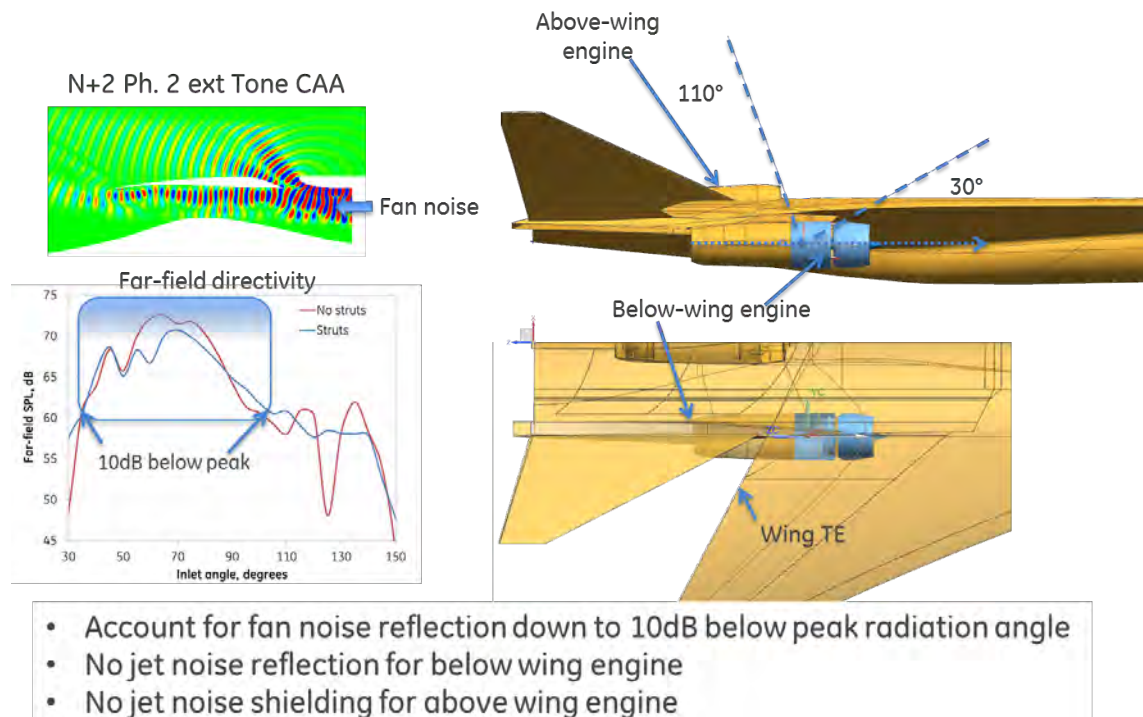 N+2 Ph. 2 ext Tone CAA
Fan noise
Far-field directivity
75
70
65
60
55
50
45
Far-field SPL, dB
No struts
Struts
10dB below peak
30
50
70
90
110
130
150
Inlet angle, degrees
Above-wing
engine
110°
30°
Below-wing engine
Wing TE
• Account for fan noise reflection down to 10dB below peak radiation angle
• No jet noise reflection for below wing engine
• No jet noise shielding for above wing engine